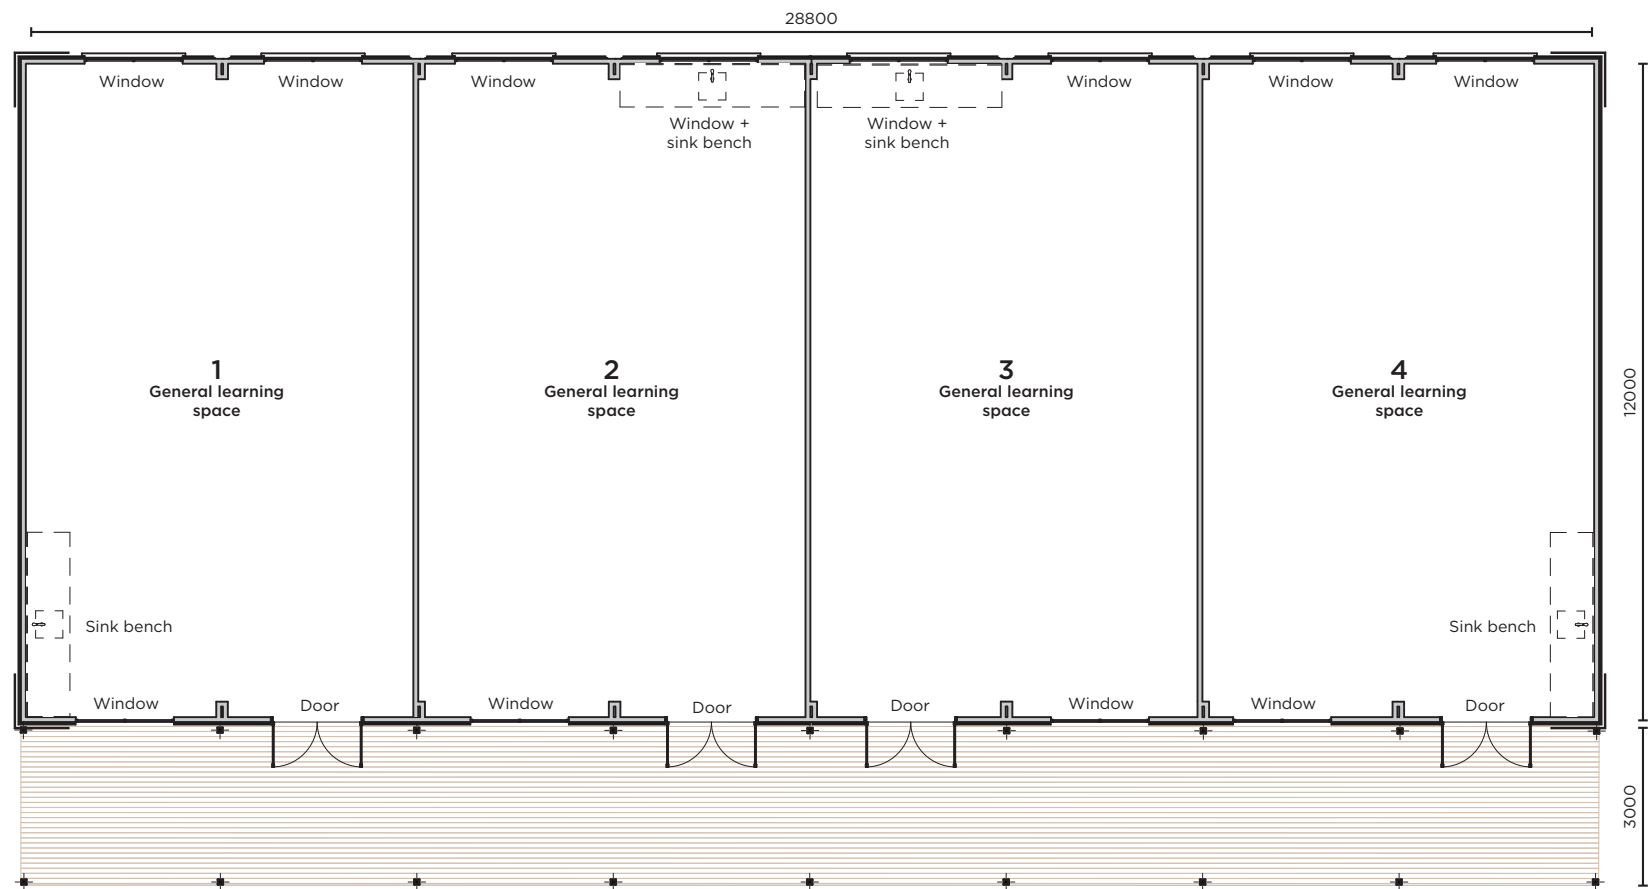 28800
Window
Window
Window
Window +
sink bench
Window +
sink bench
Window
Window
Window
1
General learning
space
2
General learning
space
3
General learning
space
4
General learning
space
12000
Sink bench
Sink bench
Window
Door
Window
Door
Door
Window
Window
Door
3000